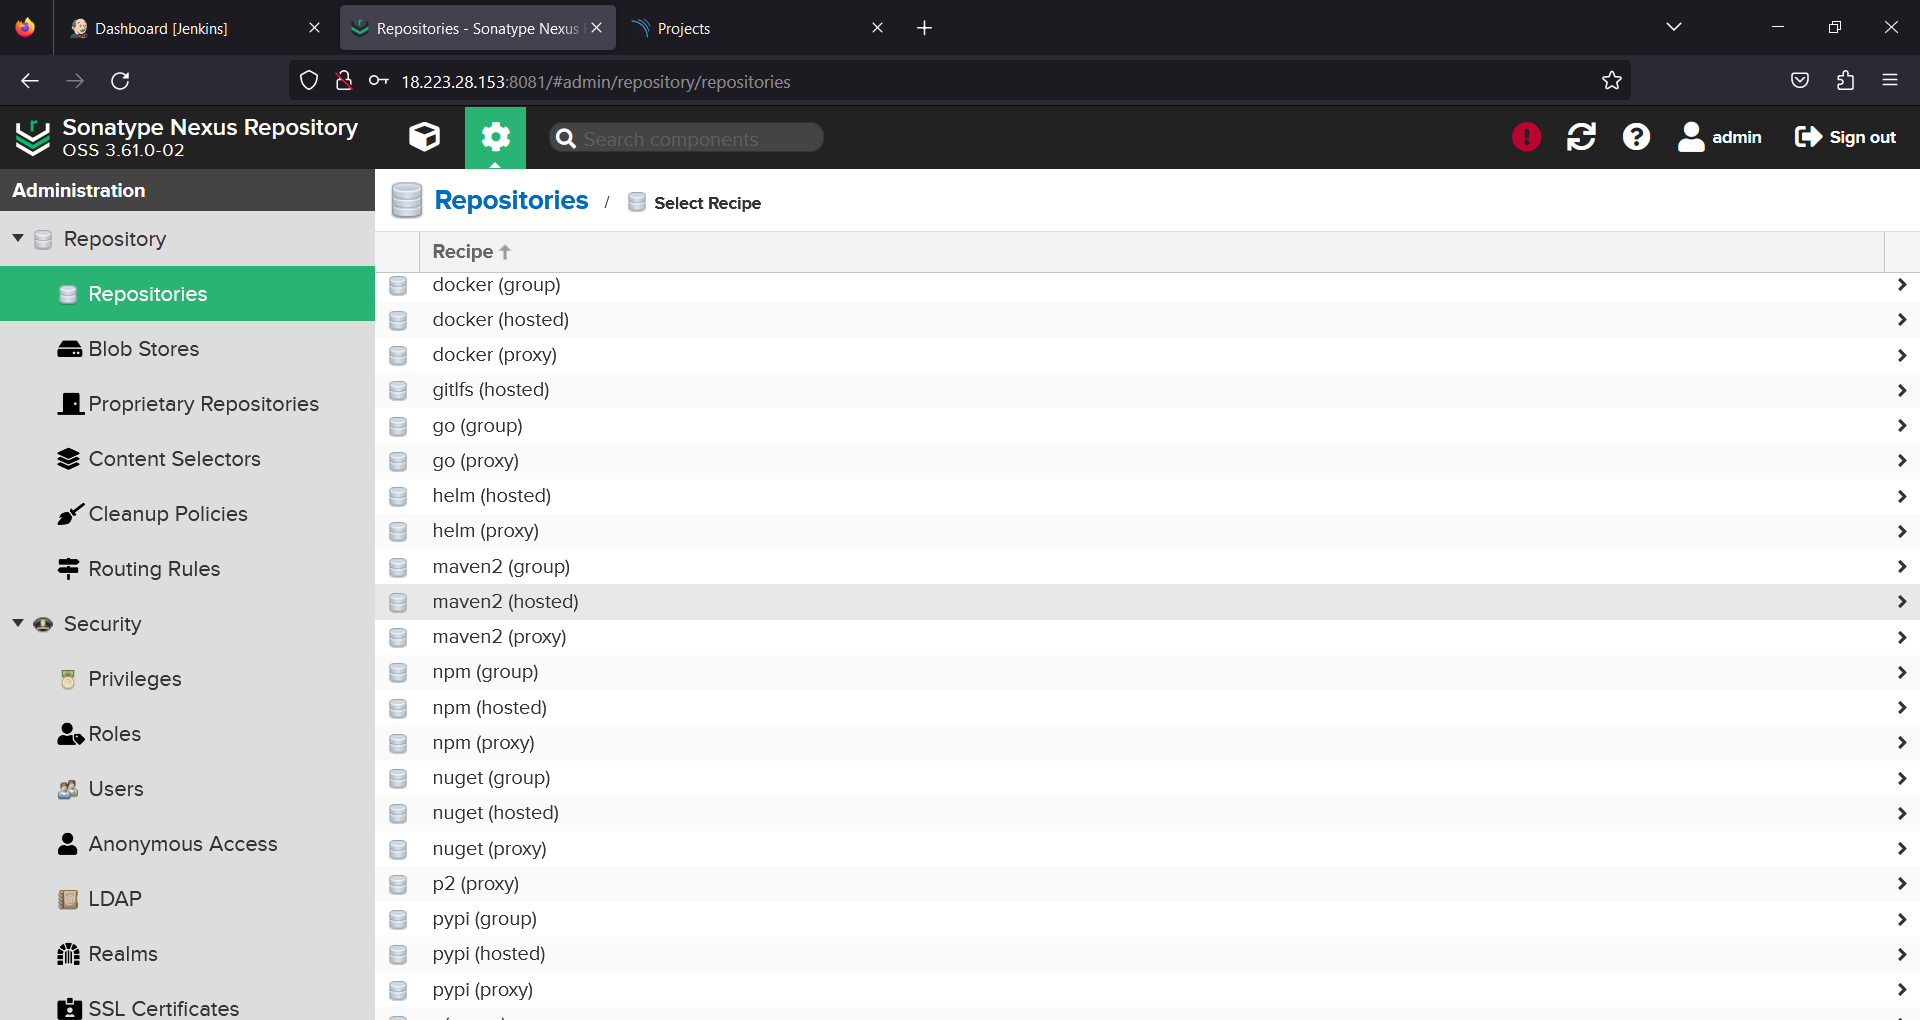 Dashboard [Jenkins]
Repositories - Sonatype Nexus
Projects
18.223.28.153:8081/#admin/repository/repositories
Sonatype Nexus Repository
OSS 3.61.0-02
Search components
admin
Sign out
Administration
Repository
Repositories
Blob Stores
Proprietary Repositories
Content Selectors
Cleanup Policies
Routing Rules
Security
Privileges
Roles
Users
Anonymous Access
LDAP
Realms
SSL Certificates
Repositories / Select Recipe
Recipe
docker (group)
docker (hosted)
docker (proxy)
gitlfs (hosted)
go (group)
go (proxy)
helm (hosted)
helm (proxy)
maven2 (group)
maven2 (hosted)
maven2 (proxy)
npm (group)
npm (hosted)
npm (proxy)
nuget (group)
nuget (hosted)
nuget (proxy)
p2 (proxy)
pypi (group)
pypi (hosted)
pypi (proxy)